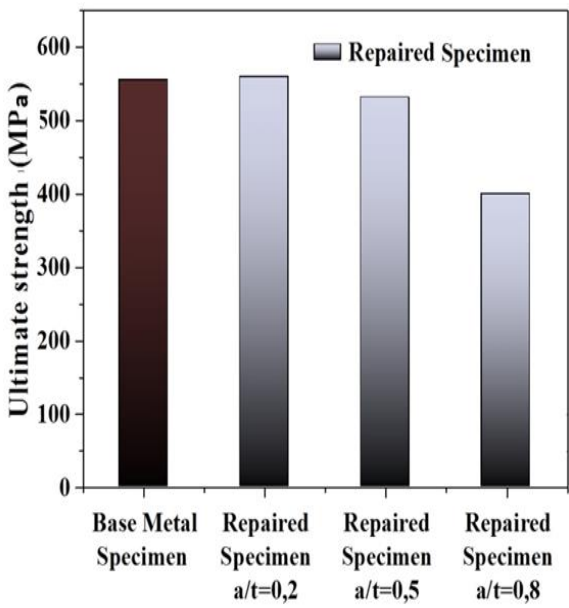 Ultimate strength (MPa)
600
500
400
300
200
100
0
Repaired Specimen
Base Metal
Specimen
Repaired
Specimen
a/t=0,2
Repaired
Specimen
a/t=0,5
Repaired
Specimen
a/t=0,8